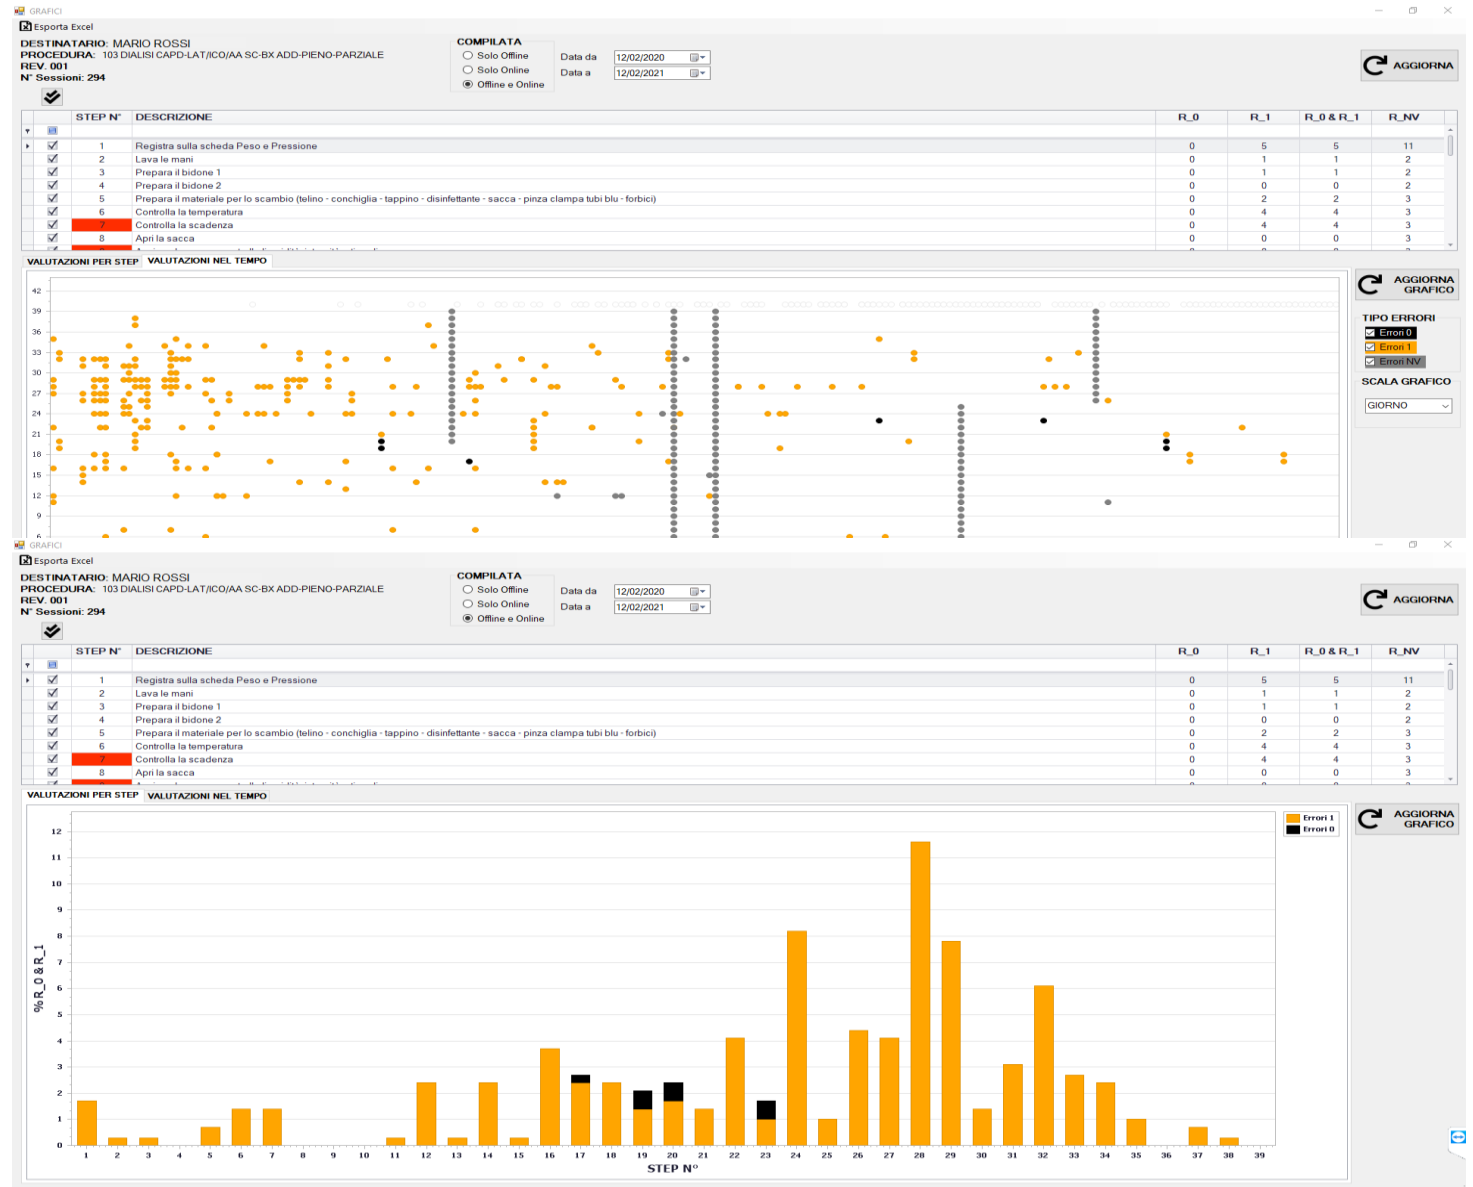 GRAFICI
Esporta Excel
DESTINATARIO: MARIO ROSSI
PROCEDURA: 103 DIALISI CAPD-LAT/ICO/AA SC-BX ADD-PIENO-PARZIALE
REV. 001
N° Sessioni: 294
COMPILATA
Solo Offline
Solo Online
Offline e Online
Data da 12/02/2020
Data a 12/02/2021
AGGIORNA
STEP N° DESCRIZIONE R_0 R_1 R_0 & R_1 R_NV
1 Registra sulla scheda Peso e Pressione 0 5 5 11
2 Lava le mani 0 1 1 2
3 Prepara il bidone 1 0 1 1 2
4 Prepara il bidone 2 0 0 0 2
5 Prepara il materiale per lo scambio (telino - conchiglia - tappino - disinfettante - sacca - pinza clampa tubi blu - forbici) 0 2 2 3
6 Controlla la temperatura 0 4 4 3
7 Controlla la scadenza 0 4 4 3
8 Apri la sacca 0 0 0 3
VALUTAZIONI PER STEP VALUTAZIONI NEL TEMPO
42
39
36
33
30
27
24
21
18
15
12
9
6
AGGIORNA
GRAFICO
TIPO ERRORI
Errori 0
Errori 1
Errori NV
SCALA GRAFICO
GIORNO
GRAFICI
Esporta Excel
DESTINATARIO: MARIO ROSSI
PROCEDURA: 103 DIALISI CAPD-LAT/ICO/AA SC-BX ADD-PIENO-PARZIALE
REV. 001
N° Sessioni: 294
COMPILATA
Solo Offline
Solo Online
Offline e Online
Data da 12/02/2020
Data a 12/02/2021
AGGIORNA
STEP N° DESCRIZIONE R_0 R_1 R_0 & R_1 R_NV
1 Registra sulla scheda Peso e Pressione 0 5 5 11
2 Lava le mani 0 1 1 2
3 Prepara il bidone 1 0 1 1 2
4 Prepara il bidone 2 0 0 0 2
5 Prepara il materiale per lo scambio (telino - conchiglia - tappino - disinfettante - sacca - pinza clampa tubi blu - forbici) 0 2 2 3
6 Controlla la temperatura 0 4 4 3
7 Controlla la scadenza 0 4 4 3
8 Apri la sacca 0 0 0 3
VALUTAZIONI PER STEP VALUTAZIONI NEL TEMPO
% R_0 & R_1
12
11
10
9
8
7
6
5
4
3
2
1
0
1 2 3 4 5 6 7 8 9 10 11 12 13 14 15 16 17 18 19 20 21 22 23 24 25 26 27 28 29 30 31 32 33 34 35 36 37 38 39
STEP N°
Errori 1
Errori 0
AGGIORNA
GRAFICO